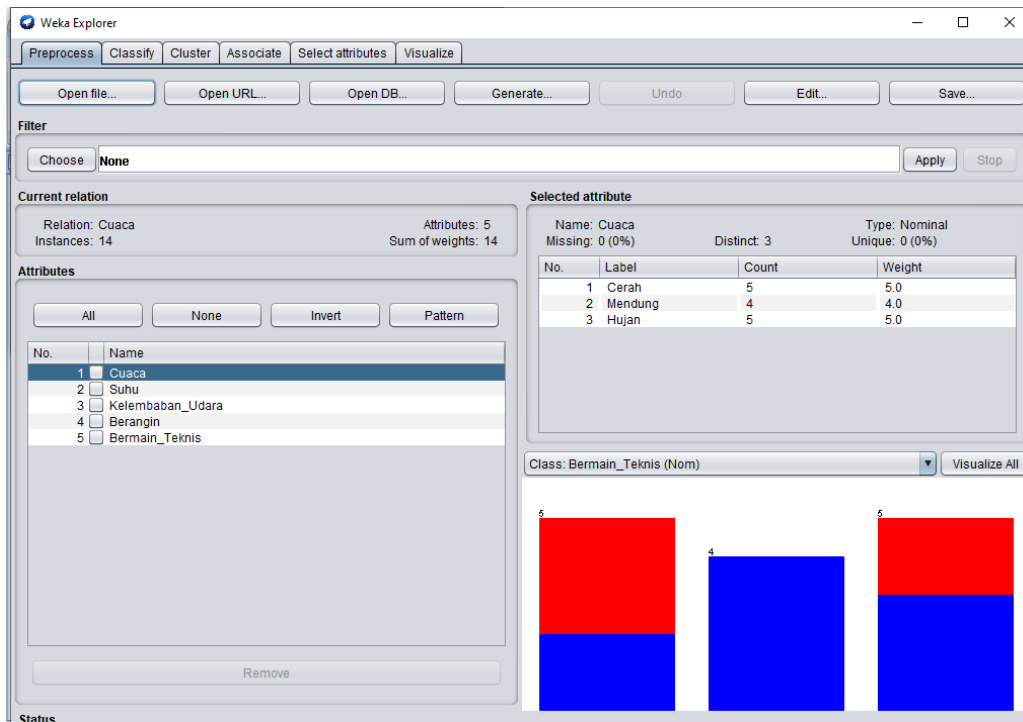 Weka Explorer
Preprocess Classify Cluster Associate Select attributes Visualize
Open file... Open URL... Open DB... Generate... Undo Edit... Save...
Filter
Choose None Apply Stop
Current relation
Relation: Cuaca Attributes: 5
Instances: 14 Sum of weights: 14
Attributes
All None Invert Pattern
No. Name
1 Cuaca
2 Suhu
3 Kelembaban_Udara
4 Berangin
5 Bermain_Teknis
Remove
Status
Selected attribute
Name: Cuaca Type: Nominal
Missing: 0 (0%) Distinct: 3 Unique: 0 (0%)
No. Label Count Weight
1 Cerah 5 5.0
2 Mendung 4 4.0
3 Hujan 5 5.0
Class: Bermain_Teknis (Nom) Visualize All
5 4 5